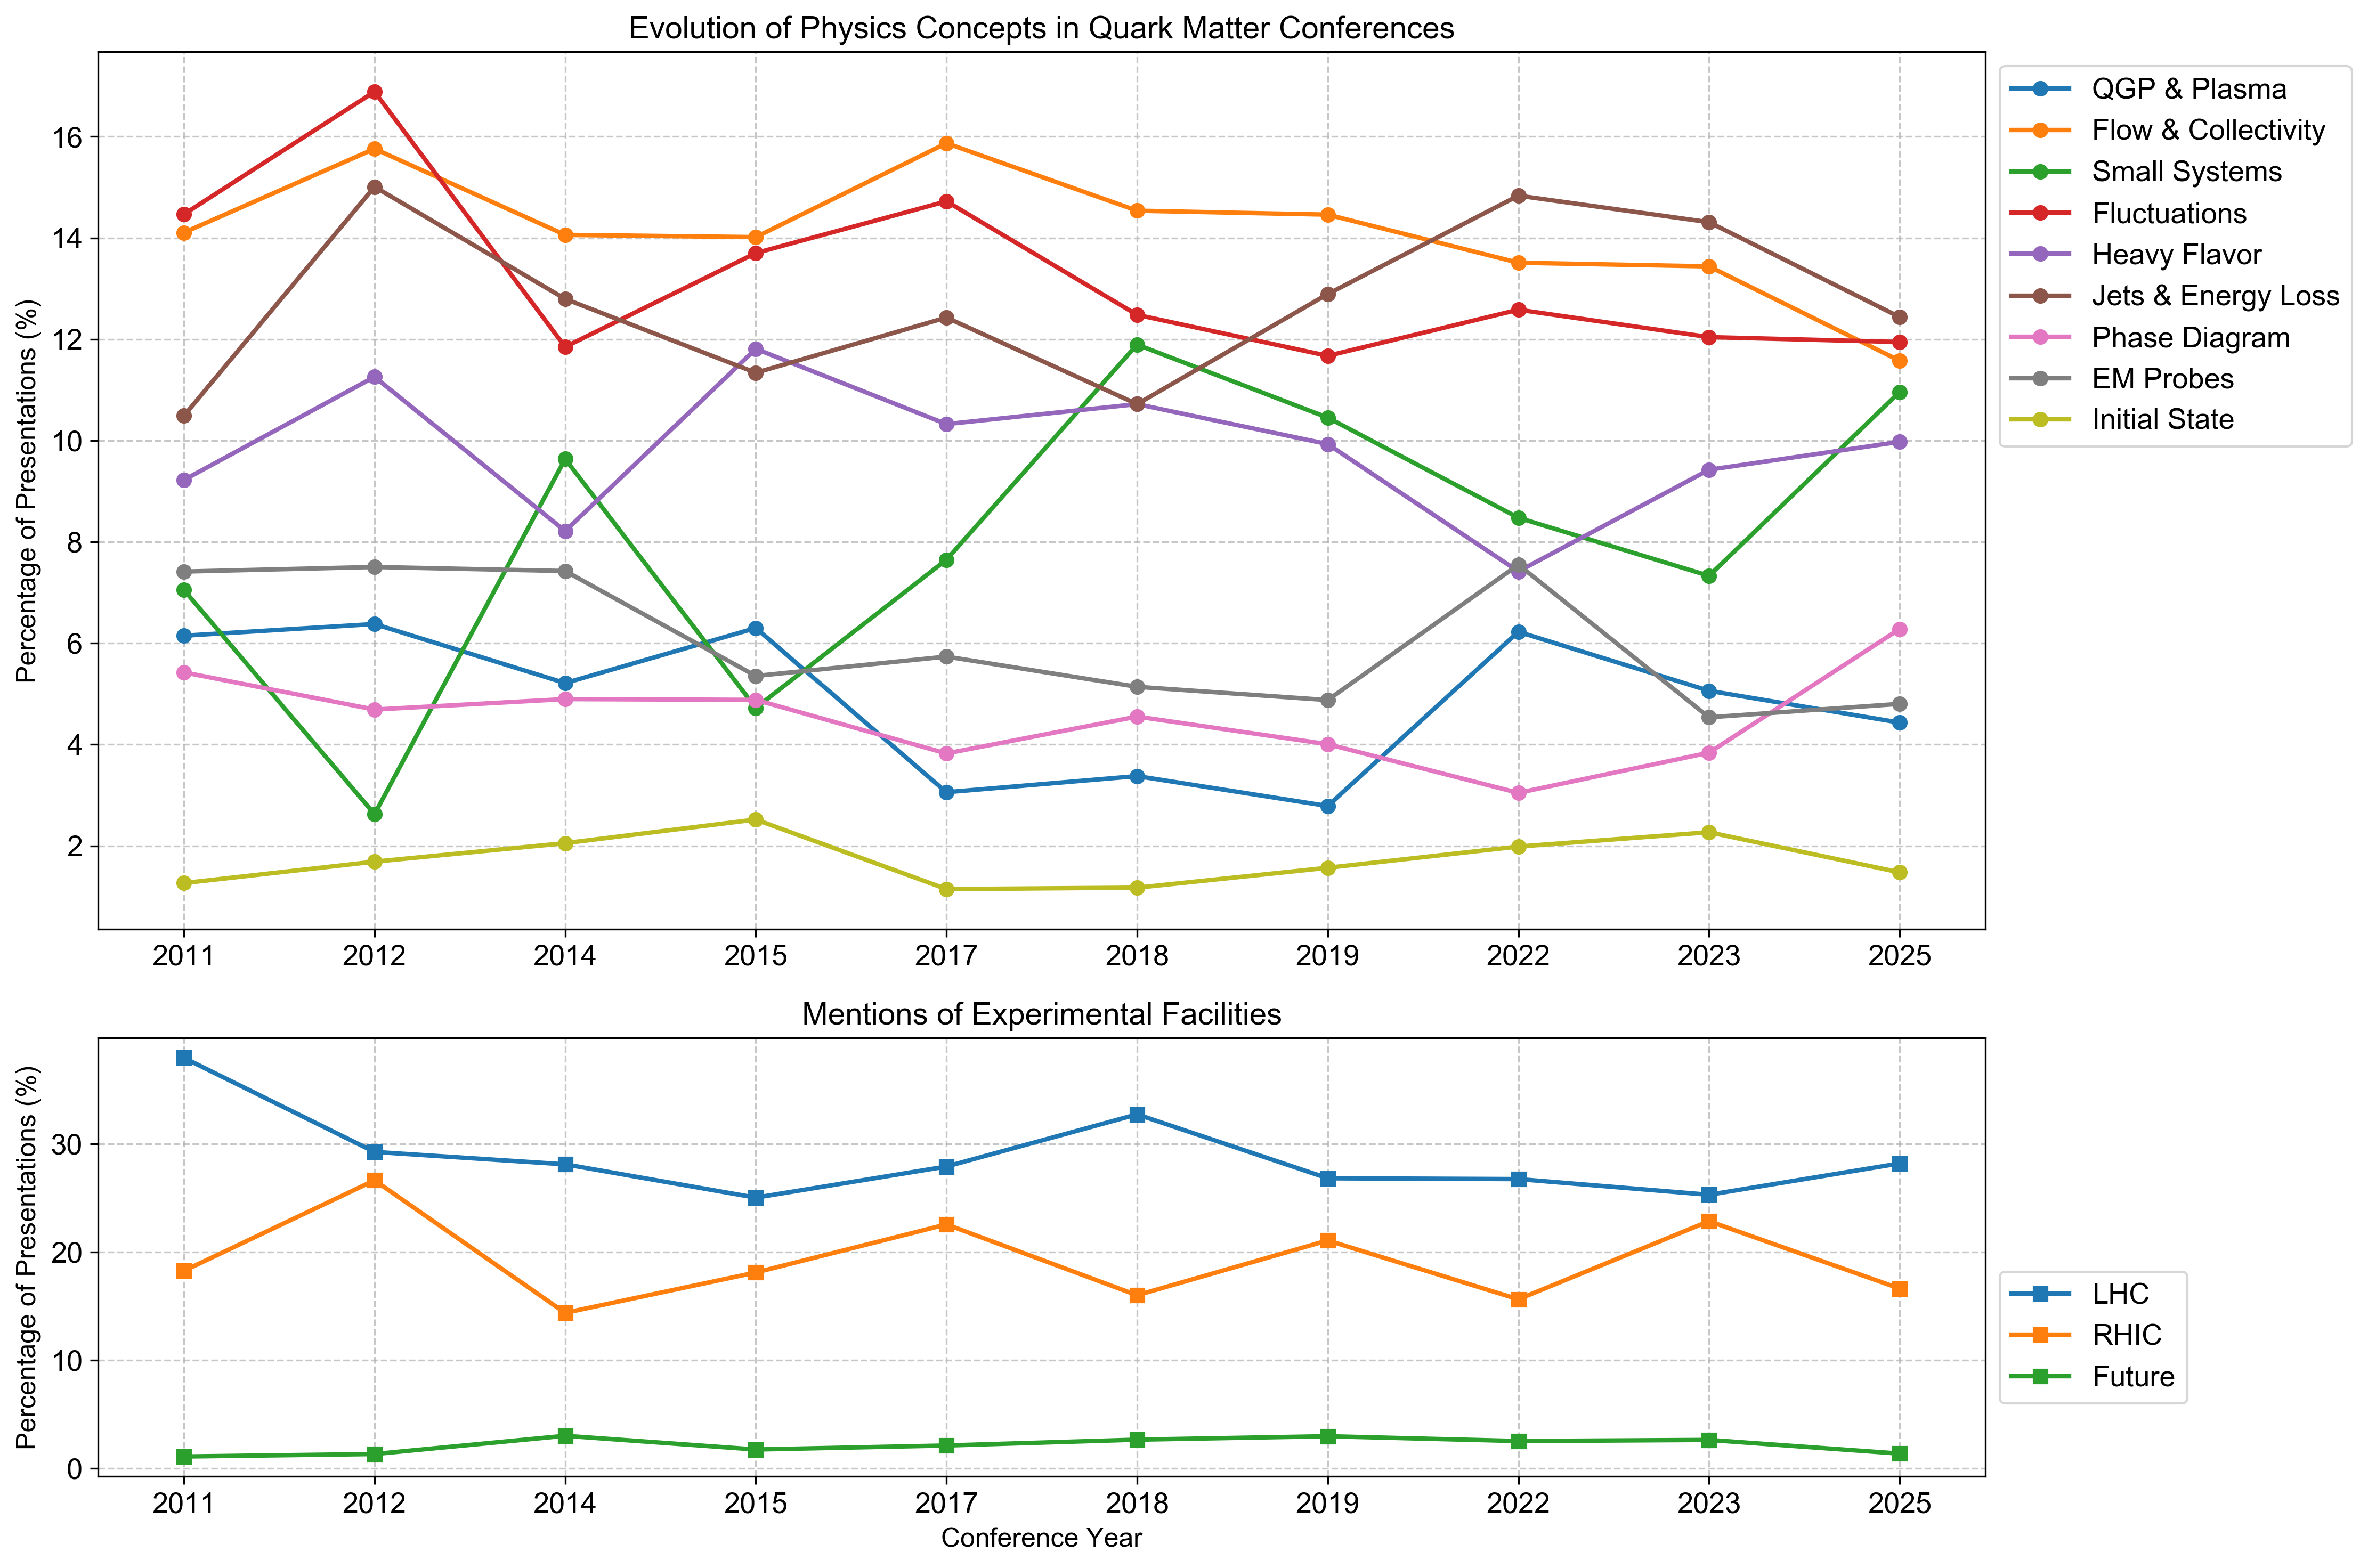 Evolution of Physics Concepts in Quark Matter Conferences
Percentage of Presentations (%)
16
14
12
10
8
6
4
2
2011 2012 2014 2015 2017 2018 2019 2022 2023 2025
QGP & Plasma
Flow & Collectivity
Small Systems
Fluctuations
Heavy Flavor
Jets & Energy Loss
Phase Diagram
EM Probes
Initial State
Mentions of Experimental Facilities
Percentage of Presentations (%)
30
20
10
0
2011 2012 2014 2015 2017 2018 2019 2022 2023 2025
Conference Year
LHC
RHIC
Future